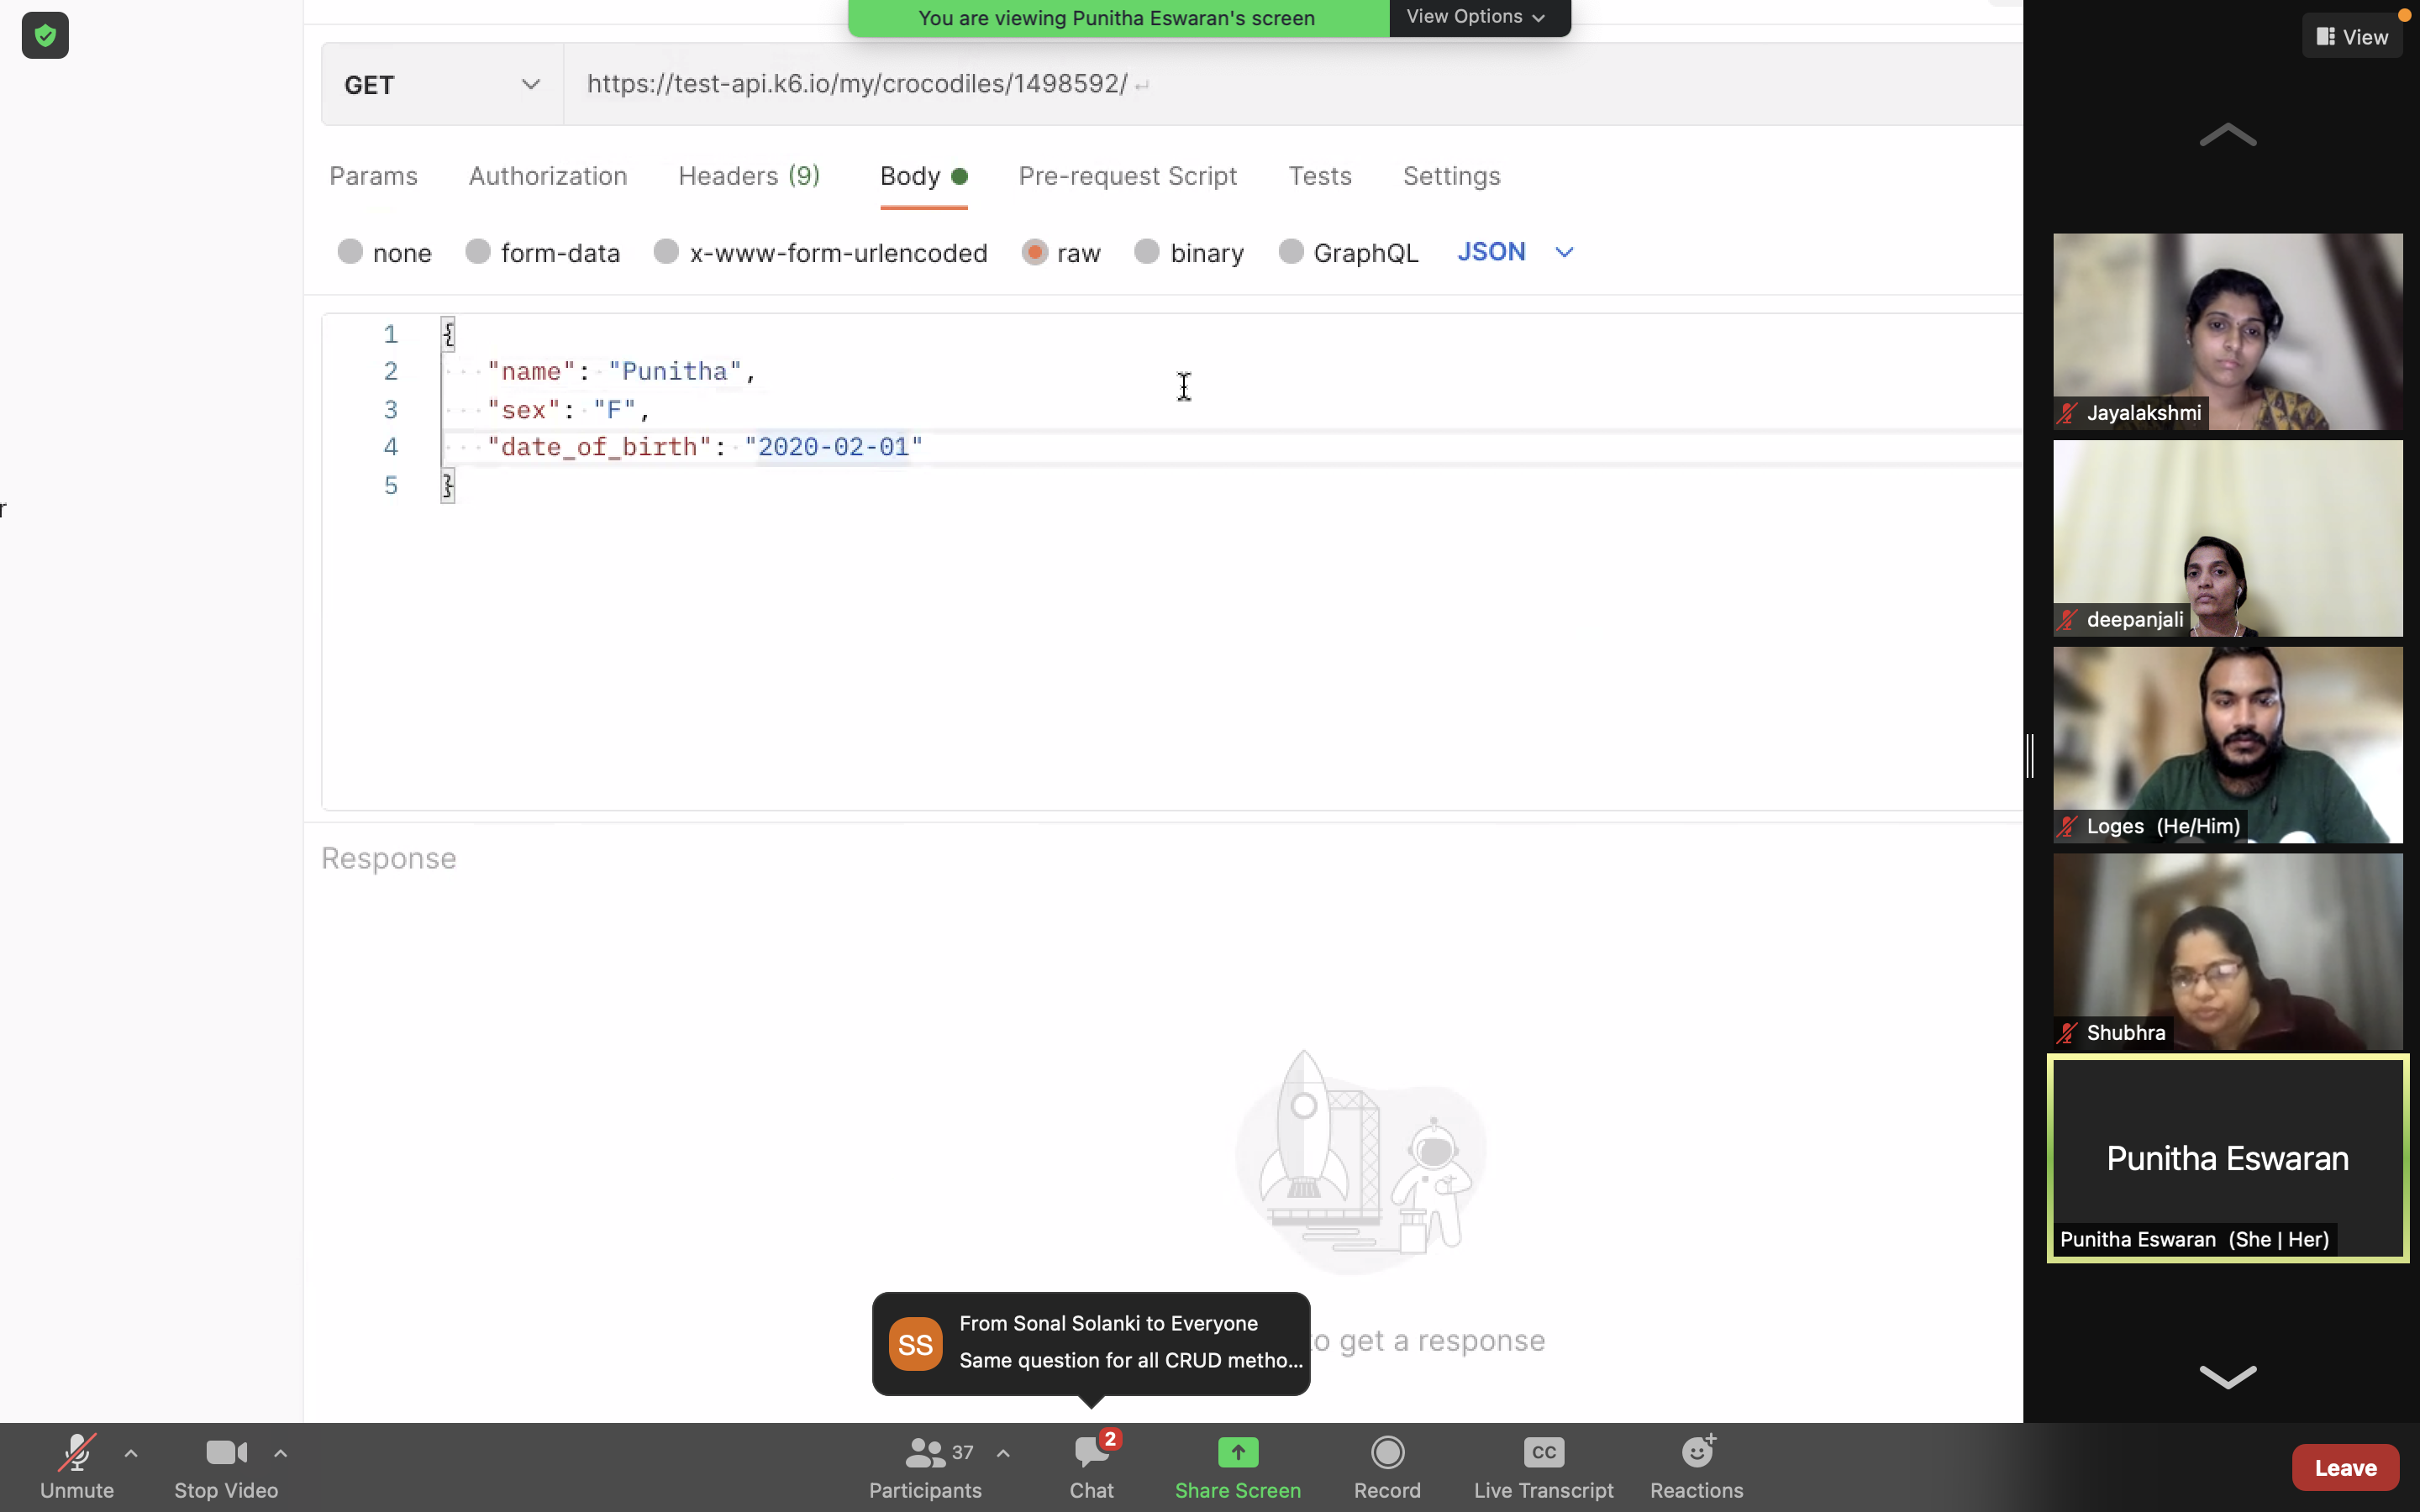 You are viewing Punitha Eswaran's screen
View Options
View
GET
https://test-api.k6.io/my/crocodiles/1498592/
Params Authorization Headers (9) Body Pre-request Script Tests Settings
none form-data x-www-form-urlencoded raw binary GraphQL JSON
1 {
2 "name": "Punitha",
3 "sex": "F",
4 "date_of_birth": "2020-02-01"
5 }
r
Response
to get a response
From Sonal Solanki to Everyone
SS
Same question for all CRUD metho...
Jayalakshmi
deepanjali
Loges (He/Him)
Shubhra
Punitha Eswaran
Punitha Eswaran (She | Her)
Unmute
Stop Video
37
Participants
2
Chat
Share Screen
Record
CC
Live Transcript
Reactions
Leave